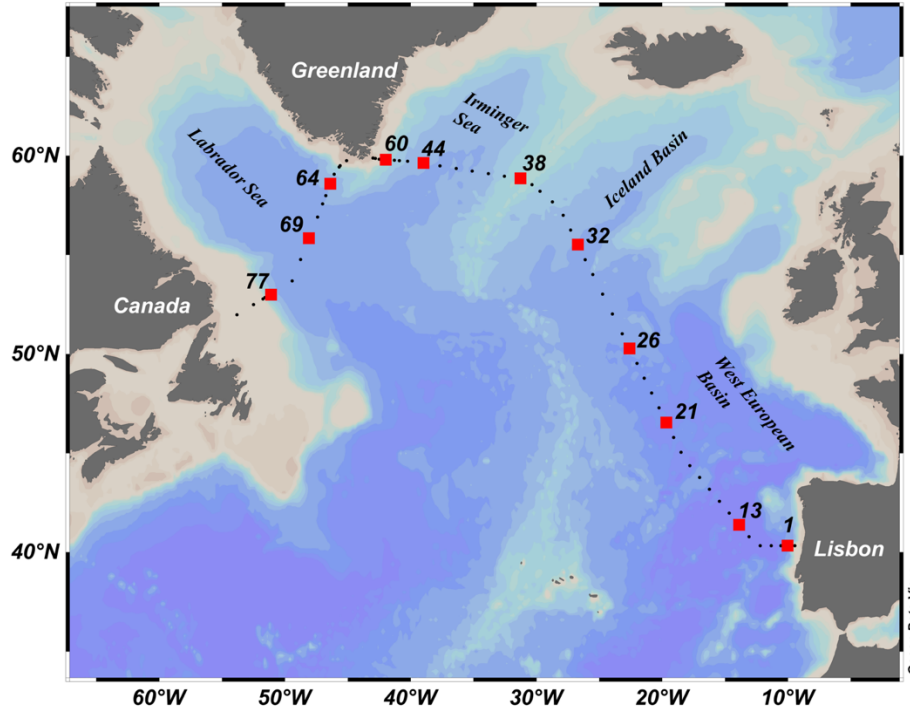 Greenland
Irminger
Sea
60°N
60
44
38
Labrador Sea
64
Iceland Basin
69
32
77
Canada
50°N
26
West European
Basin
21
13
1
40°N
Lisbon
60°W
50°W
40°W
30°W
20°W
10°W